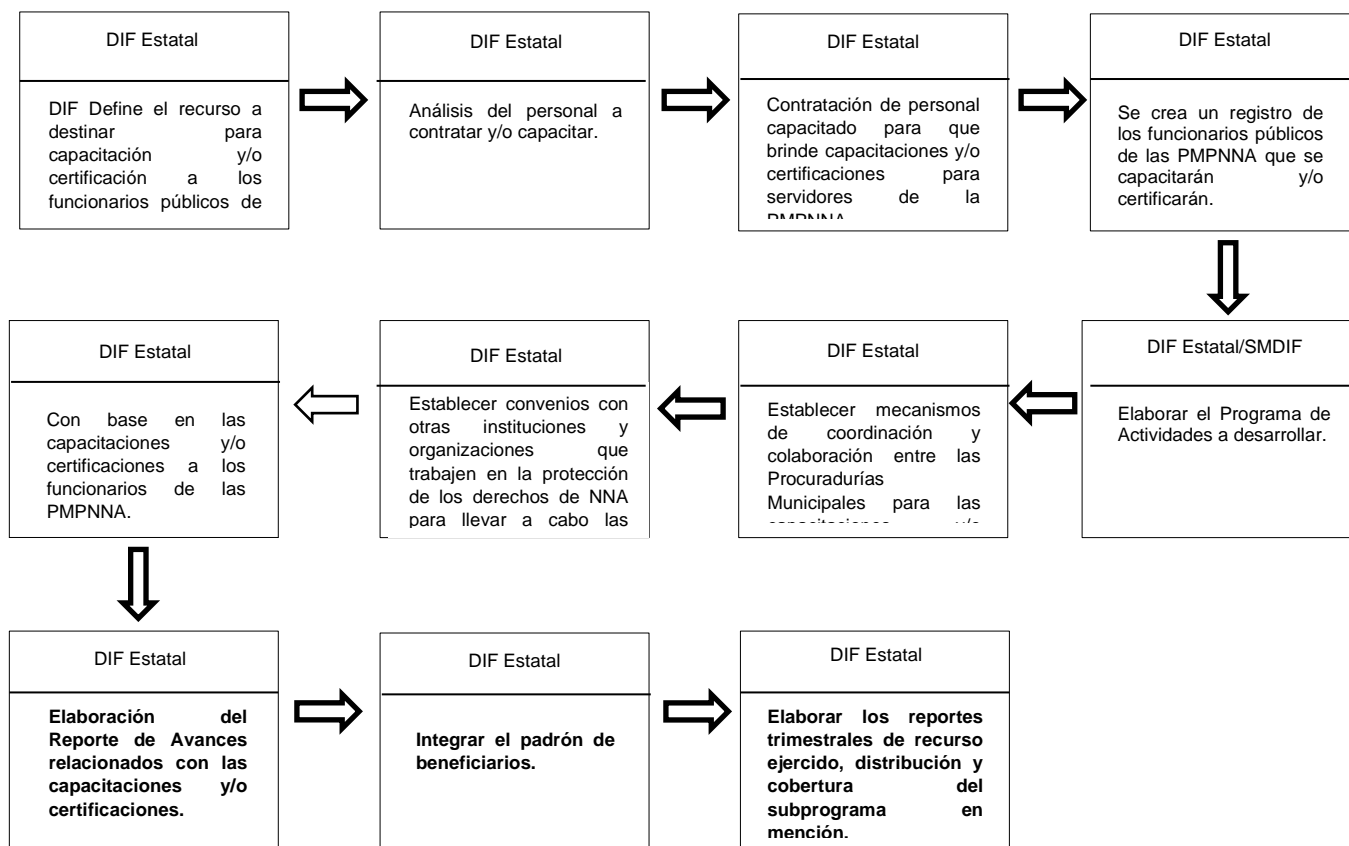 DIF Estatal
DIF Define el recurso a
destinar para
capacitación y/o
certificación a los
funcionarios públicos de
DIF Estatal
Análisis del personal a
contratar y/o capacitar.
DIF Estatal
Contratación de personal
capacitado para que
brinde capacitaciones y/o
certificaciones para
servidores de la
PMPNNA
DIF Estatal
Se crea un registro de
los funcionarios públicos
de las PMPNNA que se
capacitarán y/o
certificarán.
DIF Estatal/SMDIF
Elaborar el Programa de
Actividades a desarrollar.
DIF Estatal
Establecer mecanismos
de coordinación y
colaboración entre las
Procuradurías
Municipales para las
capacitaciones y/o
DIF Estatal
Establecer convenios con
otras instituciones y
organizaciones que
trabajen en la protección
de los derechos de NNA
para llevar a cabo las
DIF Estatal
Con base en las
capacitaciones y/o
certificaciones a los
funcionarios de las
PMPNNA.
DIF Estatal
Elaboración del
Reporte de Avances
relacionados con las
capacitaciones y/o
certificaciones.
DIF Estatal
Integrar el padrón de
beneficiarios.
DIF Estatal
Elaborar los reportes
trimestrales de recurso
ejercido, distribución y
cobertura del
subprograma en
mención.